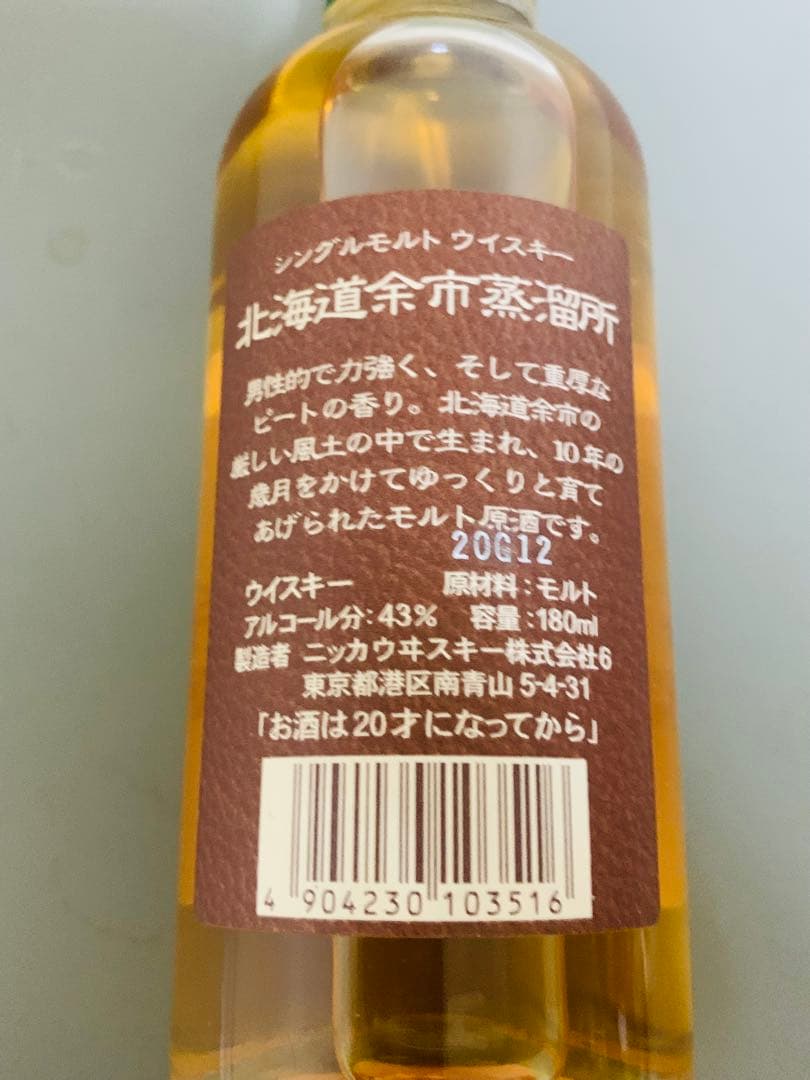 シングルモルト ウイスキー
北海道余市蒸溜所
男性的で力強く、そして重厚な
ピートの香り。北海道余市の
厳しい風土の中で生まれ、10年の
歳月をかけてゆっくりと育て
あげられたモルト原酒です。
20G12
ウイスキー 原材料:モルト
アルコール分:43% 容量:180ml
製造者 ニッカウヰスキー株式会社6
東京都港区南青山 5-4-31
「お酒は20才になってから」
4 904230 103516